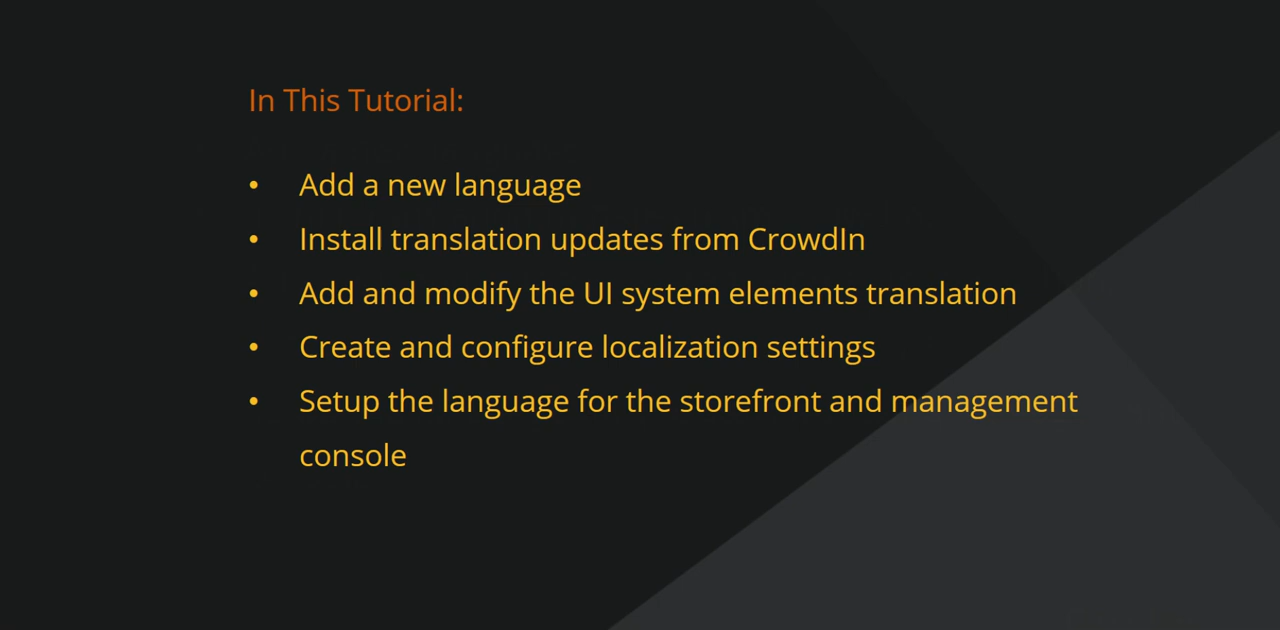 In This Tutorial:
• Add a new language
• Install translation updates from CrowdIn
• Add and modify the UI system elements translation
• Create and configure localization settings
• Setup the language for the storefront and management
console